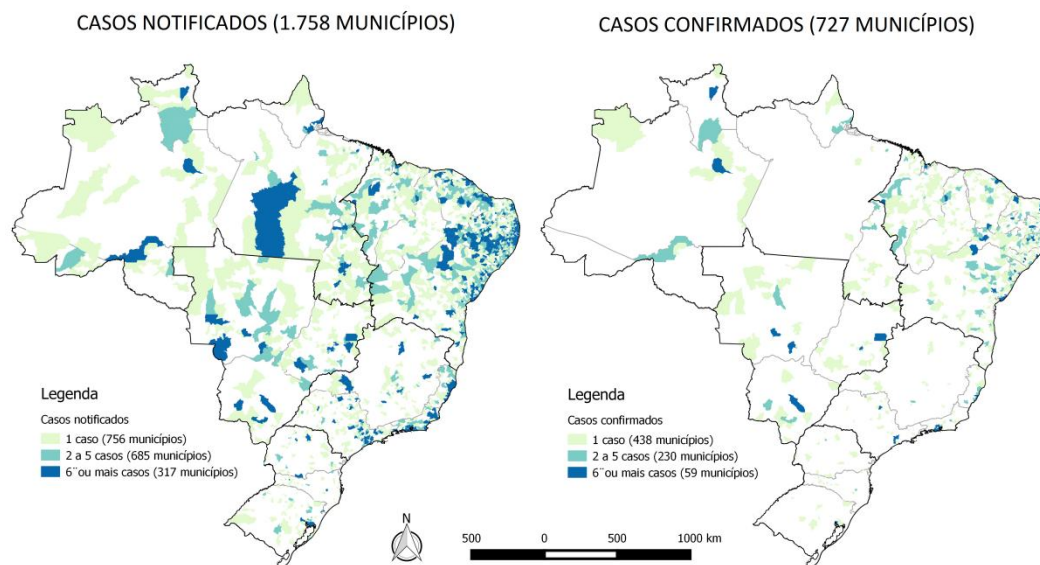 CASOS NOTIFICADOS (1.758 MUNICÍPIOS)
CASOS CONFIRMADOS (727 MUNICÍPIOS)
Legenda
Casos notificados
1 caso (756 municípios)
2 a 5 casos (685 municípios)
6¨ou mais casos (317 municípios)
Legenda
Casos confirmados
1 caso (438 municípios)
2 a 5 casos (230 municípios)
6¨ou mais casos (59 municípios)
N
500 0 500 1000 km